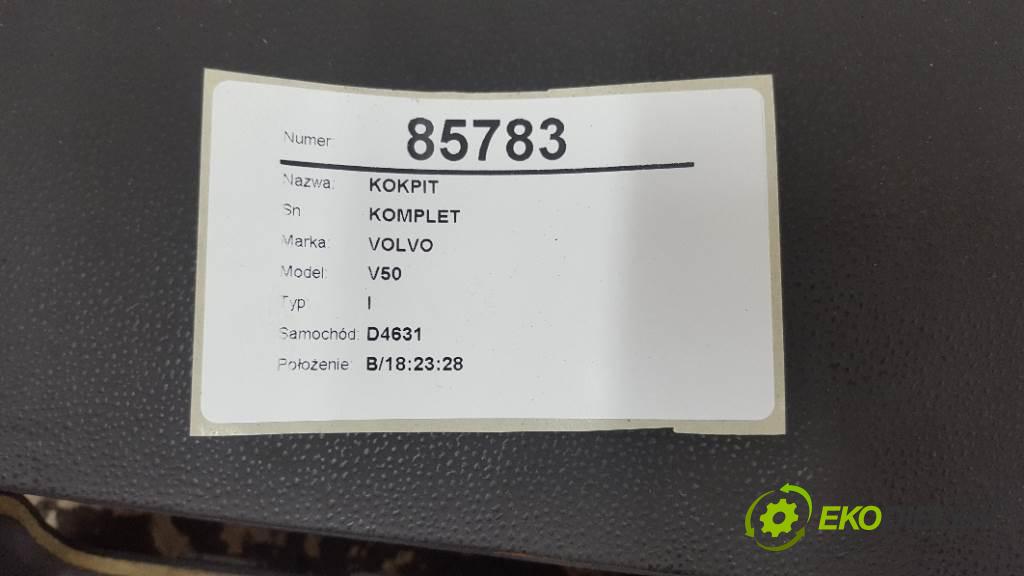 Numer: 85783
Nazwa: KOKPIT
Sn KOMPLET
Marka: VOLVO
Model: V50
Typ I
Samochód: D4631
Położenie: B/18:23:28
EKO